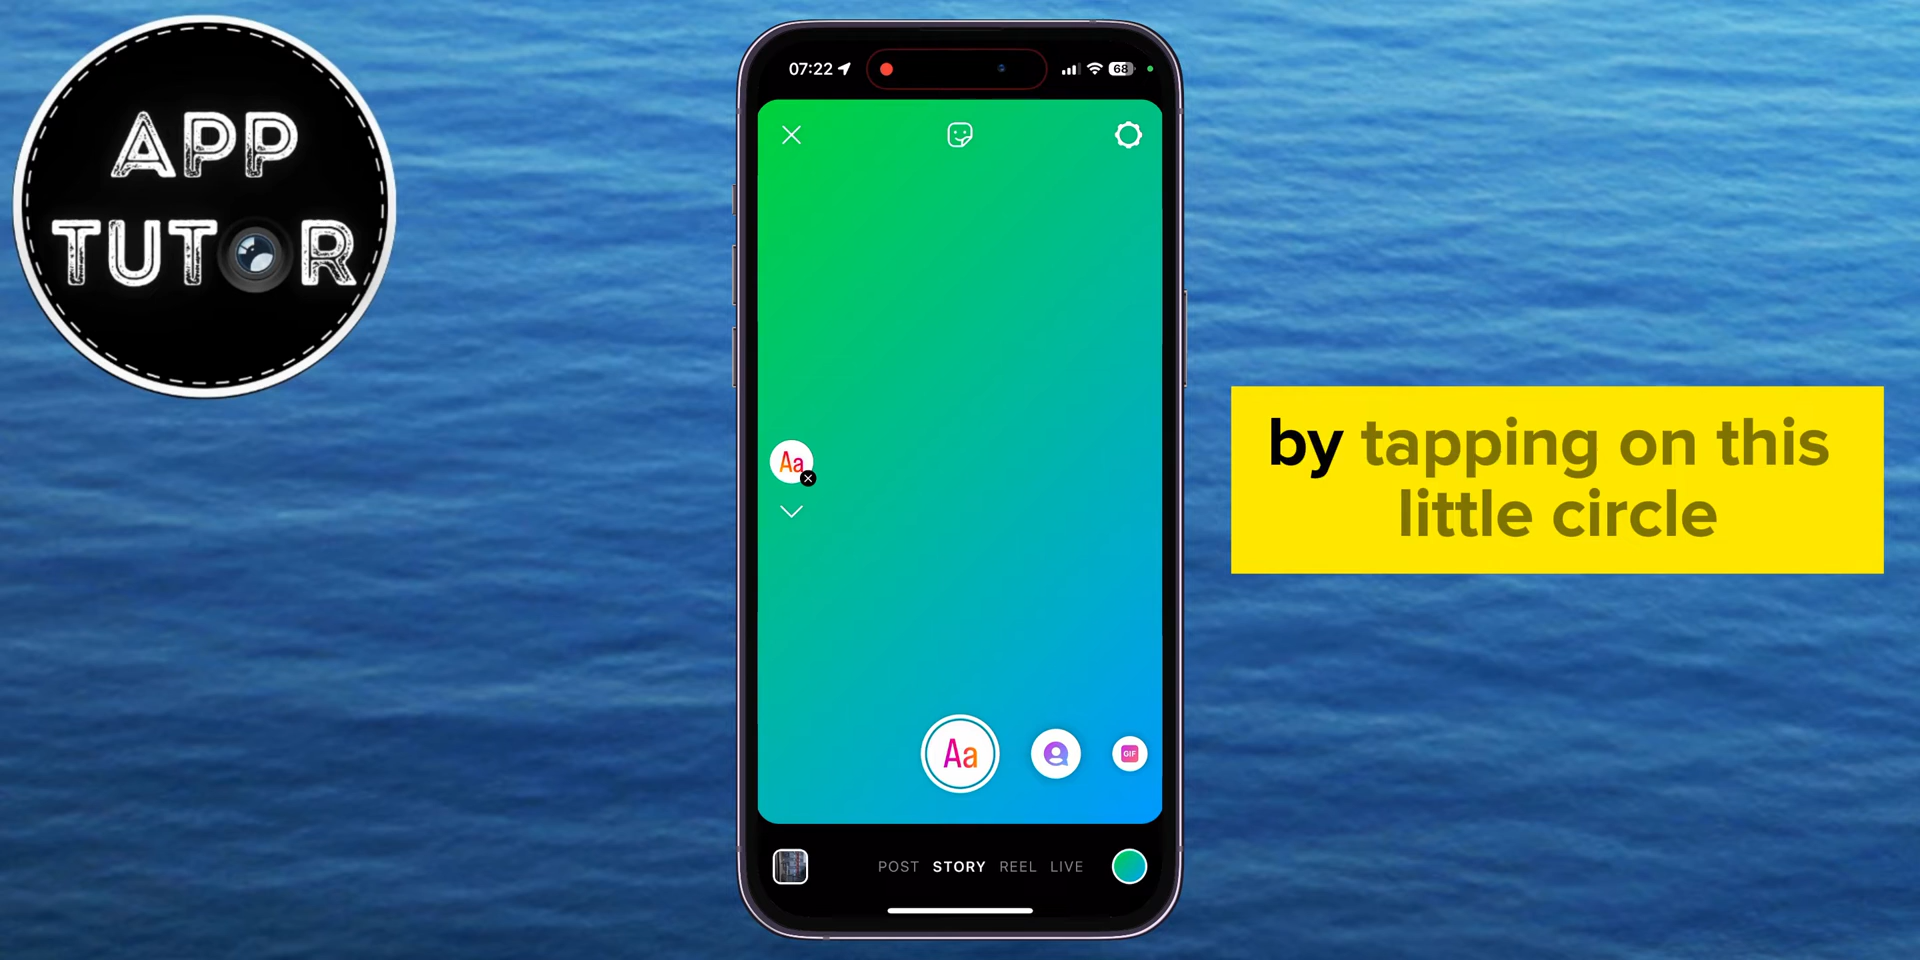 APP
TUTOR
07:22
68
Aa
Aa
GIF
POST STORY REEL LIVE
by tapping on this
little circle